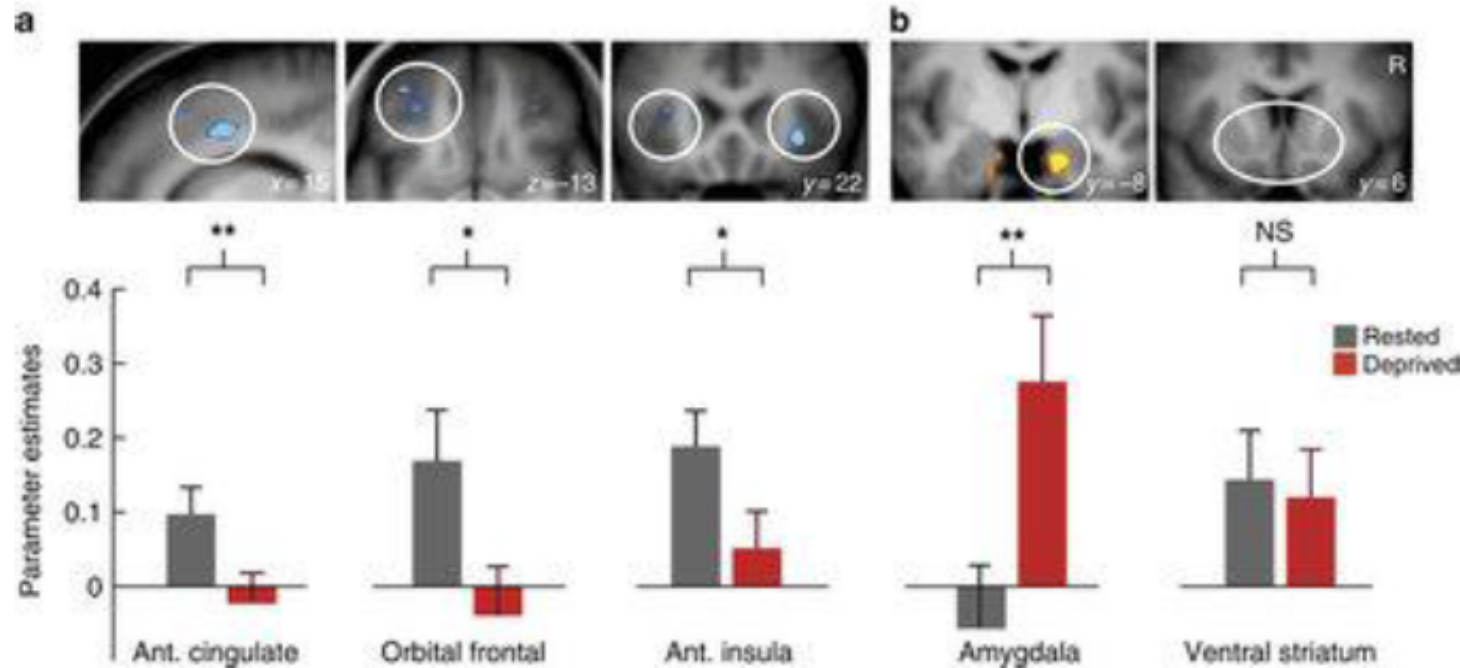 a
b
x=15
z=−13
y=22
y=−8
R
y=6
**
*
*
**
NS
Parameter estimates
0.4
0.3
0.2
0.1
0
Rested
Deprived
Ant. cingulate
Orbital frontal
Ant. insula
Amygdala
Ventral striatum